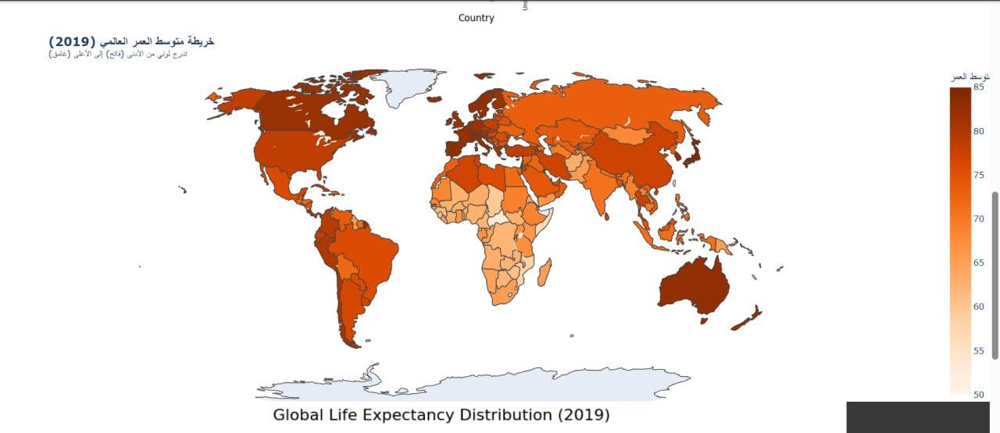 Country
خريطة متوسط العمر العالمي (2019)
تدرج لوني من الأدنى (فاتح) إلى الأعلى (غامق)
العمر
85
80
75
70
65
60
55
50
Global Life Expectancy Distribution (2019)